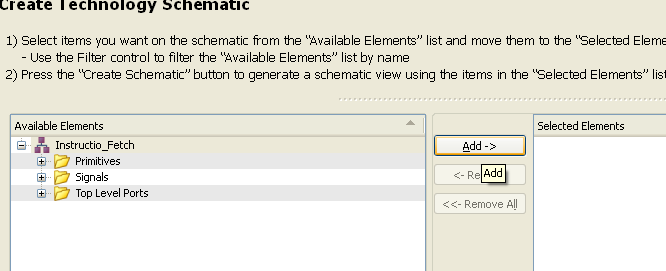 Create Technology Schematic
1) Select items you want on the schematic from the "Available Elements" list and move them to the "Selected Eleme
- Use the Filter control to filter the "Available Elements" list by name
2) Press the "Create Schematic" button to generate a schematic view using the items in the "Selected Elements" list
Available Elements
Selected Elements
Instructio_Fetch
Primitives
Signals
Top Level Ports
Add ->
<- Re
Add
<<- Remove All